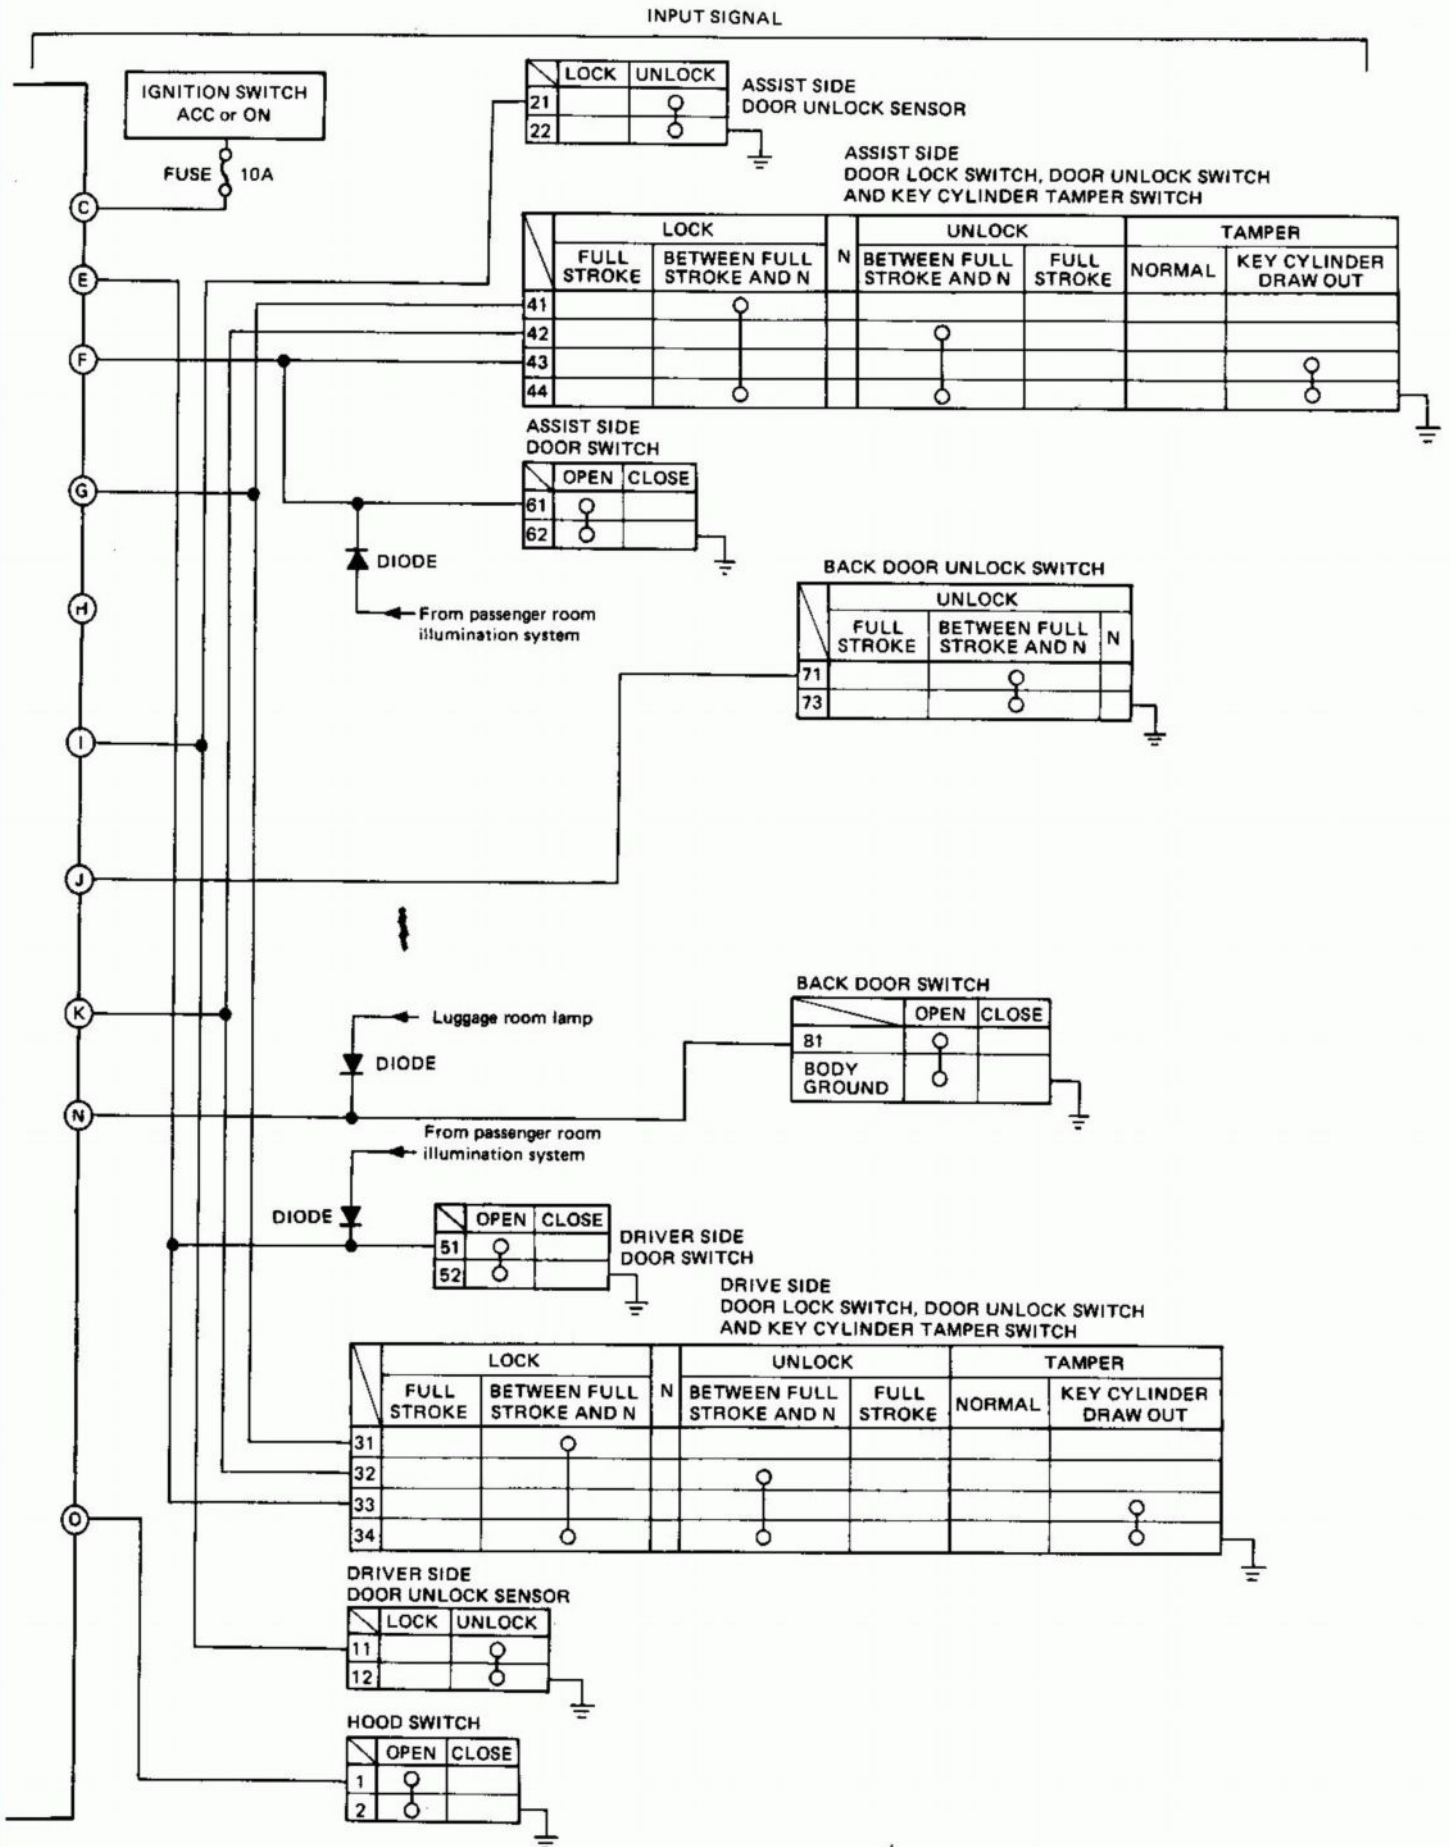 INPUT SIGNAL
IGNITION SWITCH
ACC or ON
FUSE 10A
LOCK UNLOCK
21
22
ASSIST SIDE
DOOR UNLOCK SENSOR
ASSIST SIDE
DOOR LOCK SWITCH, DOOR UNLOCK SWITCH
AND KEY CYLINDER TAMPER SWITCH
C
E
F
G
H
I
J
K
N
O
LOCK N UNLOCK TAMPER
FULL
STROKE
BETWEEN FULL
STROKE AND N
BETWEEN FULL
STROKE AND N
FULL
STROKE
NORMAL
KEY CYLINDER
DRAW OUT
41
42
43
44
ASSIST SIDE
DOOR SWITCH
OPEN CLOSE
61
62
DIODE
From passenger room
illumination system
BACK DOOR UNLOCK SWITCH
UNLOCK
FULL
STROKE
BETWEEN FULL
STROKE AND N
N
71
73
BACK DOOR SWITCH
OPEN CLOSE
81
BODY
GROUND
Luggage room lamp
DIODE
From passenger room
illumination system
DIODE
OPEN CLOSE
51
52
DRIVER SIDE
DOOR SWITCH
DRIVE SIDE
DOOR LOCK SWITCH, DOOR UNLOCK SWITCH
AND KEY CYLINDER TAMPER SWITCH
LOCK N UNLOCK TAMPER
FULL
STROKE
BETWEEN FULL
STROKE AND N
BETWEEN FULL
STROKE AND N
FULL
STROKE
NORMAL
KEY CYLINDER
DRAW OUT
31
32
33
34
DRIVER SIDE
DOOR UNLOCK SENSOR
LOCK UNLOCK
11
12
HOOD SWITCH
OPEN CLOSE
1
2